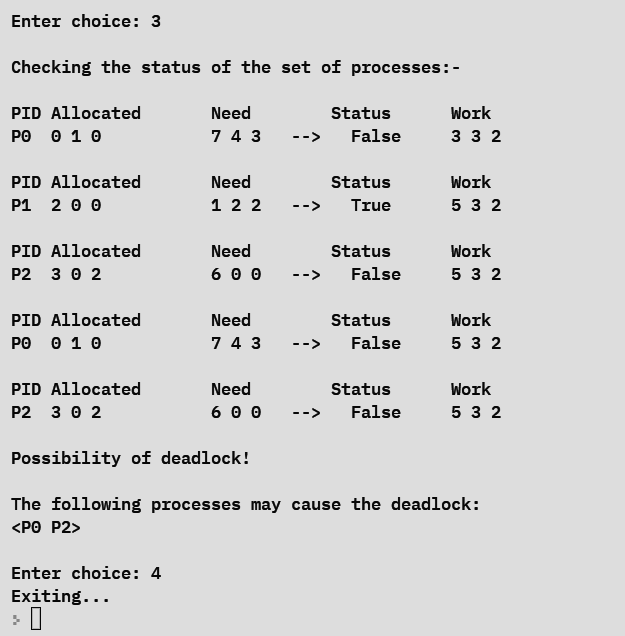 Enter choice: 3
Checking the status of the set of processes:-
PID Allocated       Need        Status      Work
P0  0 1 0           7 4 3   -->   False     3 3 2
PID Allocated       Need        Status      Work
P1  2 0 0           1 2 2   -->   True      5 3 2
PID Allocated       Need        Status      Work
P2  3 0 2           6 0 0   -->   False     5 3 2
PID Allocated       Need        Status      Work
P0  0 1 0           7 4 3   -->   False     5 3 2
PID Allocated       Need        Status      Work
P2  3 0 2           6 0 0   -->   False     5 3 2
Possibility of deadlock!
The following processes may cause the deadlock:
<P0 P2>
Enter choice: 4
Exiting...